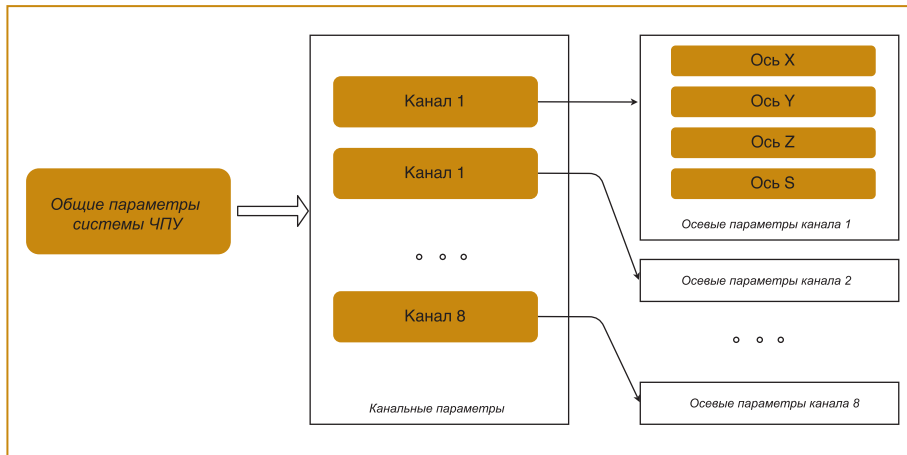 Общие параметры
системы ЧПУ
Канал 1
Канал 1
Канал 8
Канальные параметры
Ось X
Ось Y
Ось Z
Ось S
Осевые параметры канала 1
Осевые параметры канала 2
Осевые параметры канала 8